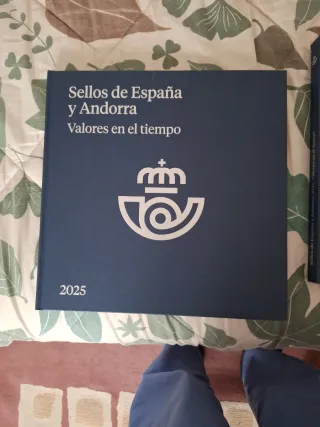 Sellos de España
y Andorra
Valores en el tiempo
2025